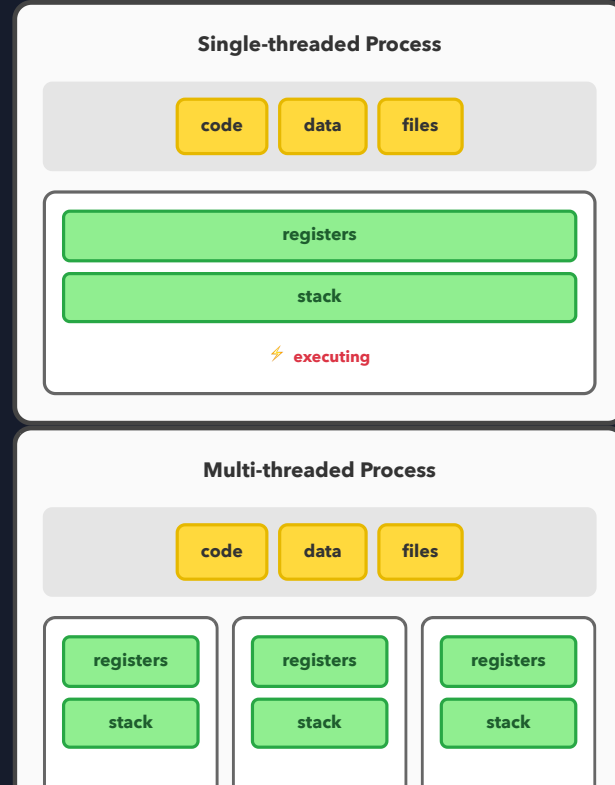 Single-threaded Process
code data files
registers
stack
⚡ executing
Multi-threaded Process
code data files
registers registers registers
stack stack stack